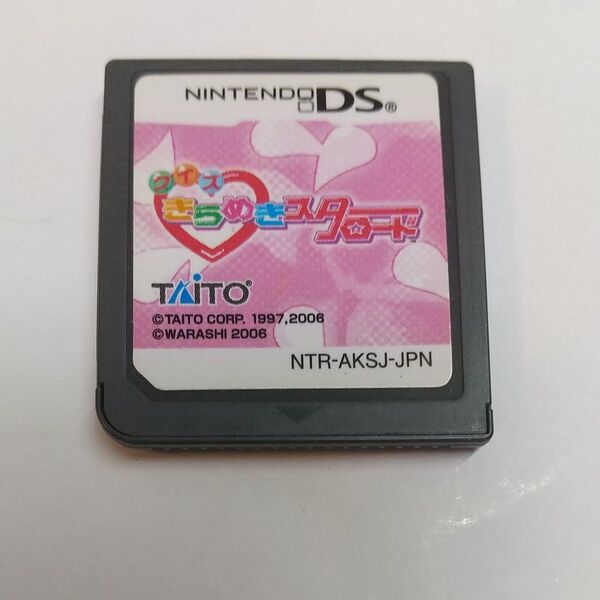 NINTENDO DS®
クイズ
きらめきスターロード
TAITO®
©TAITO CORP. 1997,2006
©WARASHI 2006
NTR-AKSJ-JPN